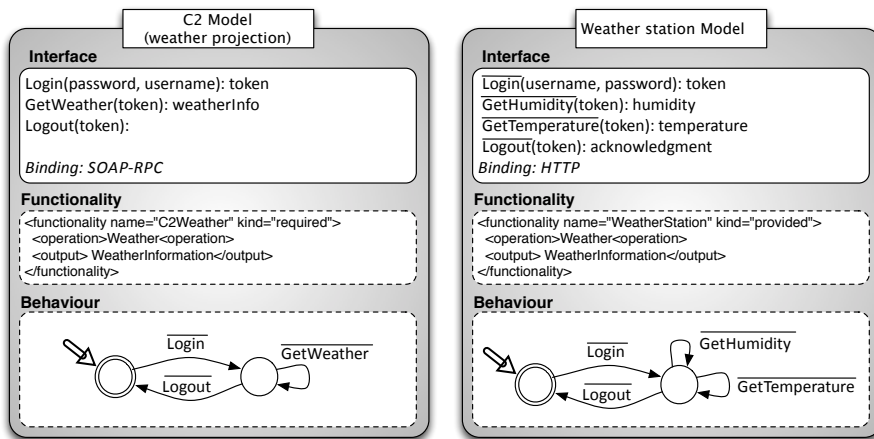 C2 Model
(weather projection)
Interface
Login(password, username): token
GetWeather(token): weatherInfo
Logout(token):
Binding: SOAP-RPC
Functionality
<functionality name="C2Weather" kind="required">
<operation>Weather<operation>
<output> WeatherInformation</output>
</functionality>
Behaviour
Login
GetWeather
Logout
Weather station Model
Interface
Login(username, password): token
GetHumidity(token): humidity
GetTemperature(token): temperature
Logout(token): acknowledgment
Binding: HTTP
Functionality
<functionality name="WeatherStation" kind="provided">
<operation>Weather<operation>
<output> WeatherInformation</output>
</functionality>
Behaviour
Login
GetHumidity
Logout
GetTemperature